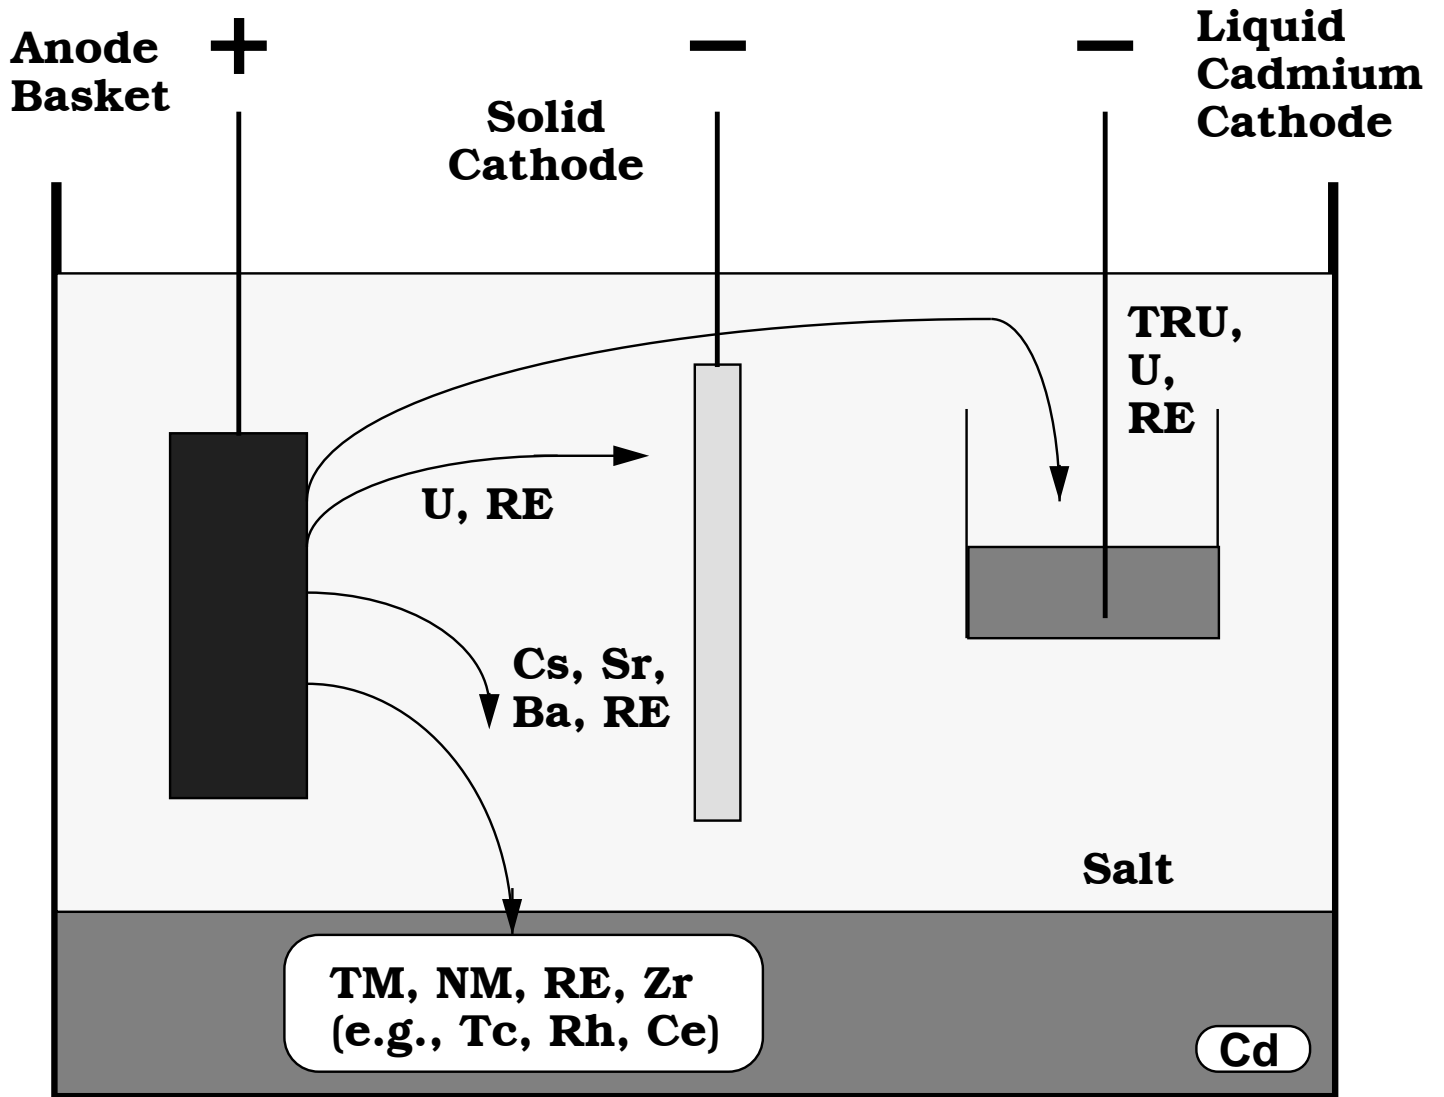 Anode
Basket
+
Solid
Cathode
−
−
Liquid
Cadmium
Cathode
TRU,
U,
RE
U, RE
Cs, Sr,
Ba, RE
Salt
TM, NM, RE, Zr
(e.g., Tc, Rh, Ce)
Cd